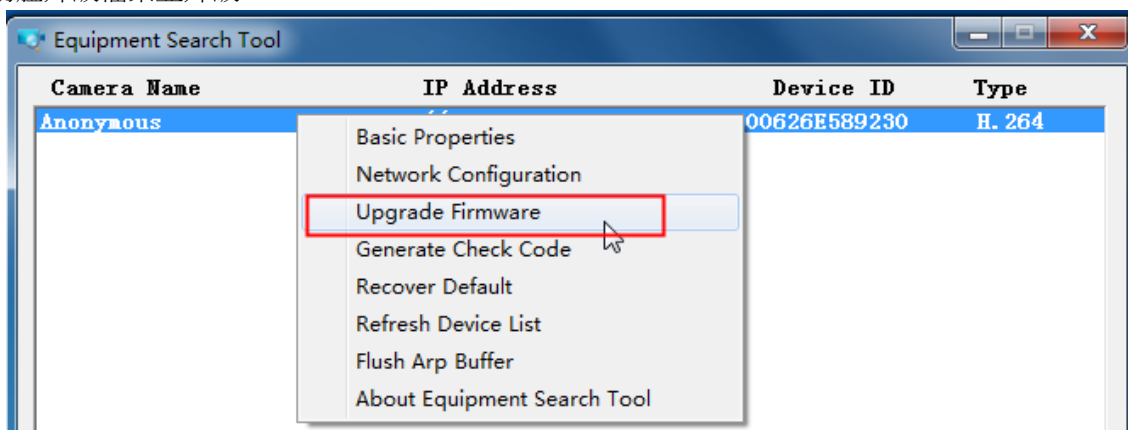 Equipment Search Tool
Camera Name IP Address Device ID Type
Anonymous 00626E589230 H.264
Basic Properties
Network Configuration
Upgrade Firmware
Generate Check Code
Recover Default
Refresh Device List
Flush Arp Buffer
About Equipment Search Tool